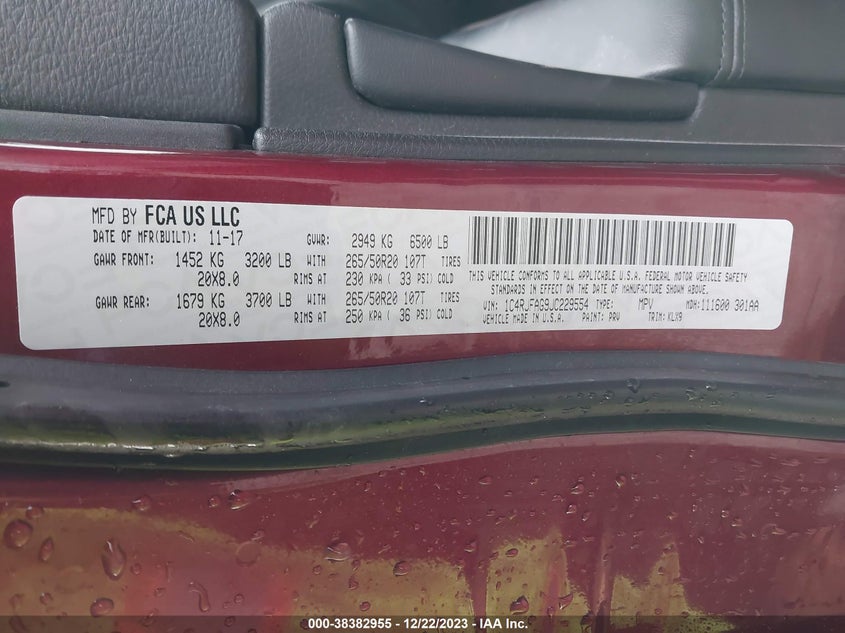 MFD BY FCA US LLC
DATE OF MFR(BUILT): 11-17 GVWR: 2949 KG 6500 LB
GAWR FRONT: 1452 KG 3200 LB WITH 265/50R20 107T TIRES
20X8.0 RIMS AT 230 KPA ( 33 PSI) COLD
GAWR REAR: 1679 KG 3700 LB WITH 265/50R20 107T TIRES
20X8.0 RIMS AT 250 KPA ( 36 PSI) COLD
THIS VEHICLE CONFORMS TO ALL APPLICABLE U.S.A. FEDERAL MOTOR VEHICLE SAFETY
STANDARDS IN EFFECT ON THE DATE OF MANUFACTURE SHOWN ABOVE.
VIN: 1C4RJFAG9JC229554 TYPE: MPV MDH: 111600 301AA
VEHICLE MADE IN U.S.A. PAINT: PRV TRIM: KLX9
000-38382955 - 12/22/2023 - IAA Inc.